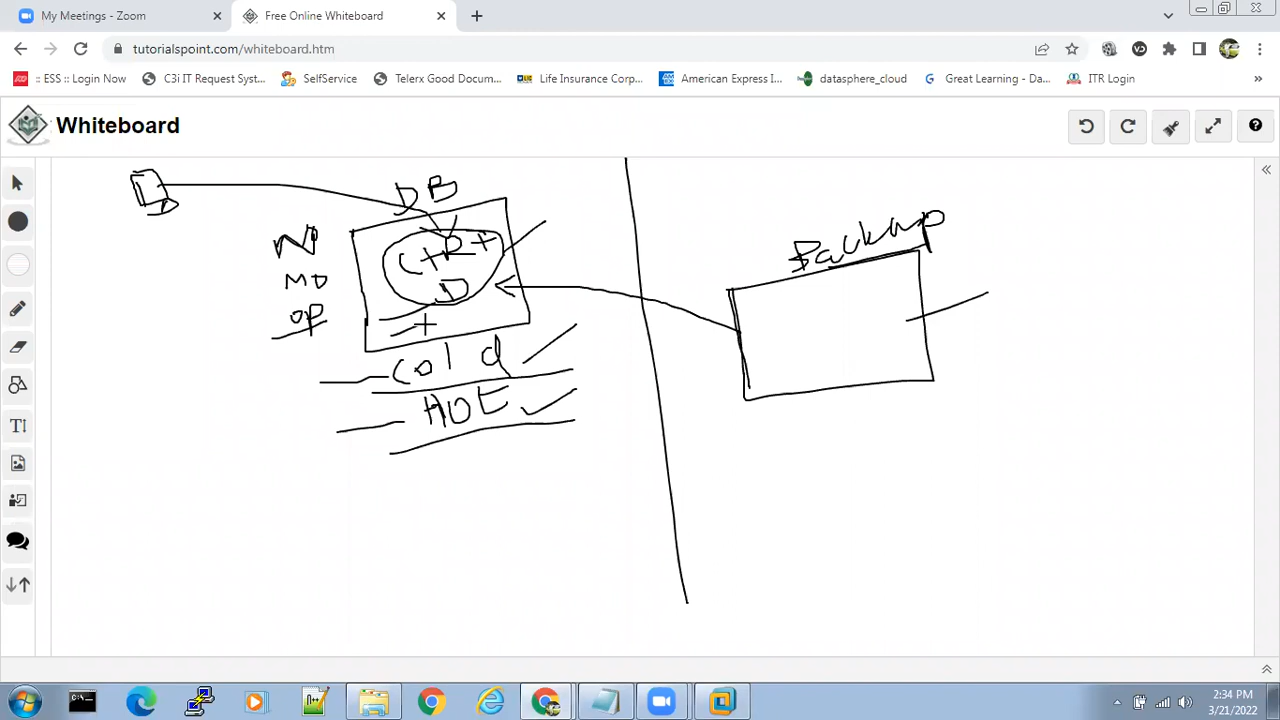 My Meetings - Zoom
Free Online Whiteboard
tutorialspoint.com/whiteboard.htm
:: ESS :: Login Now
C3i IT Request Syst...
SelfService
Telerx Good Docum...
Life Insurance Corp...
American Express I...
datasphere_cloud
Great Learning - Da...
ITR Login
Whiteboard
DB
NO
MO
OP
C+R+
D
+
Cold
HOt
Backup
2:34 PM
3/21/2022